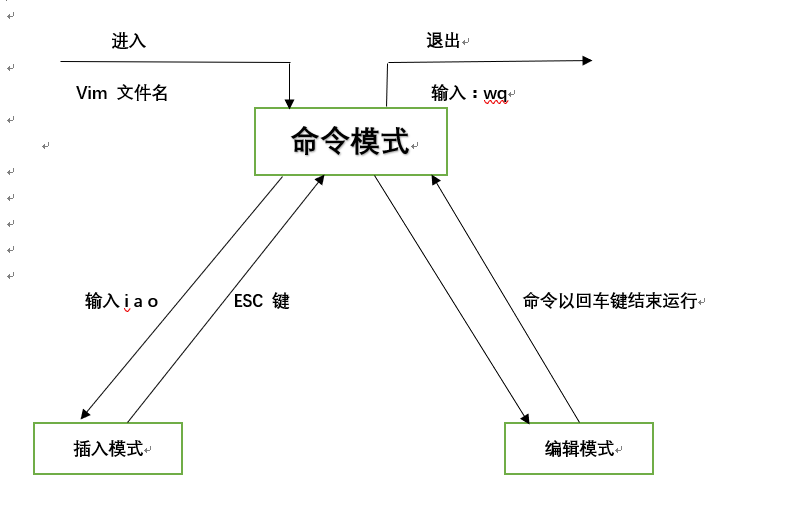 进入
退出
Vim 文件名
输入：wq
命令模式
输入 i a o
ESC 键
命令以回车键结束运行
插入模式
编辑模式